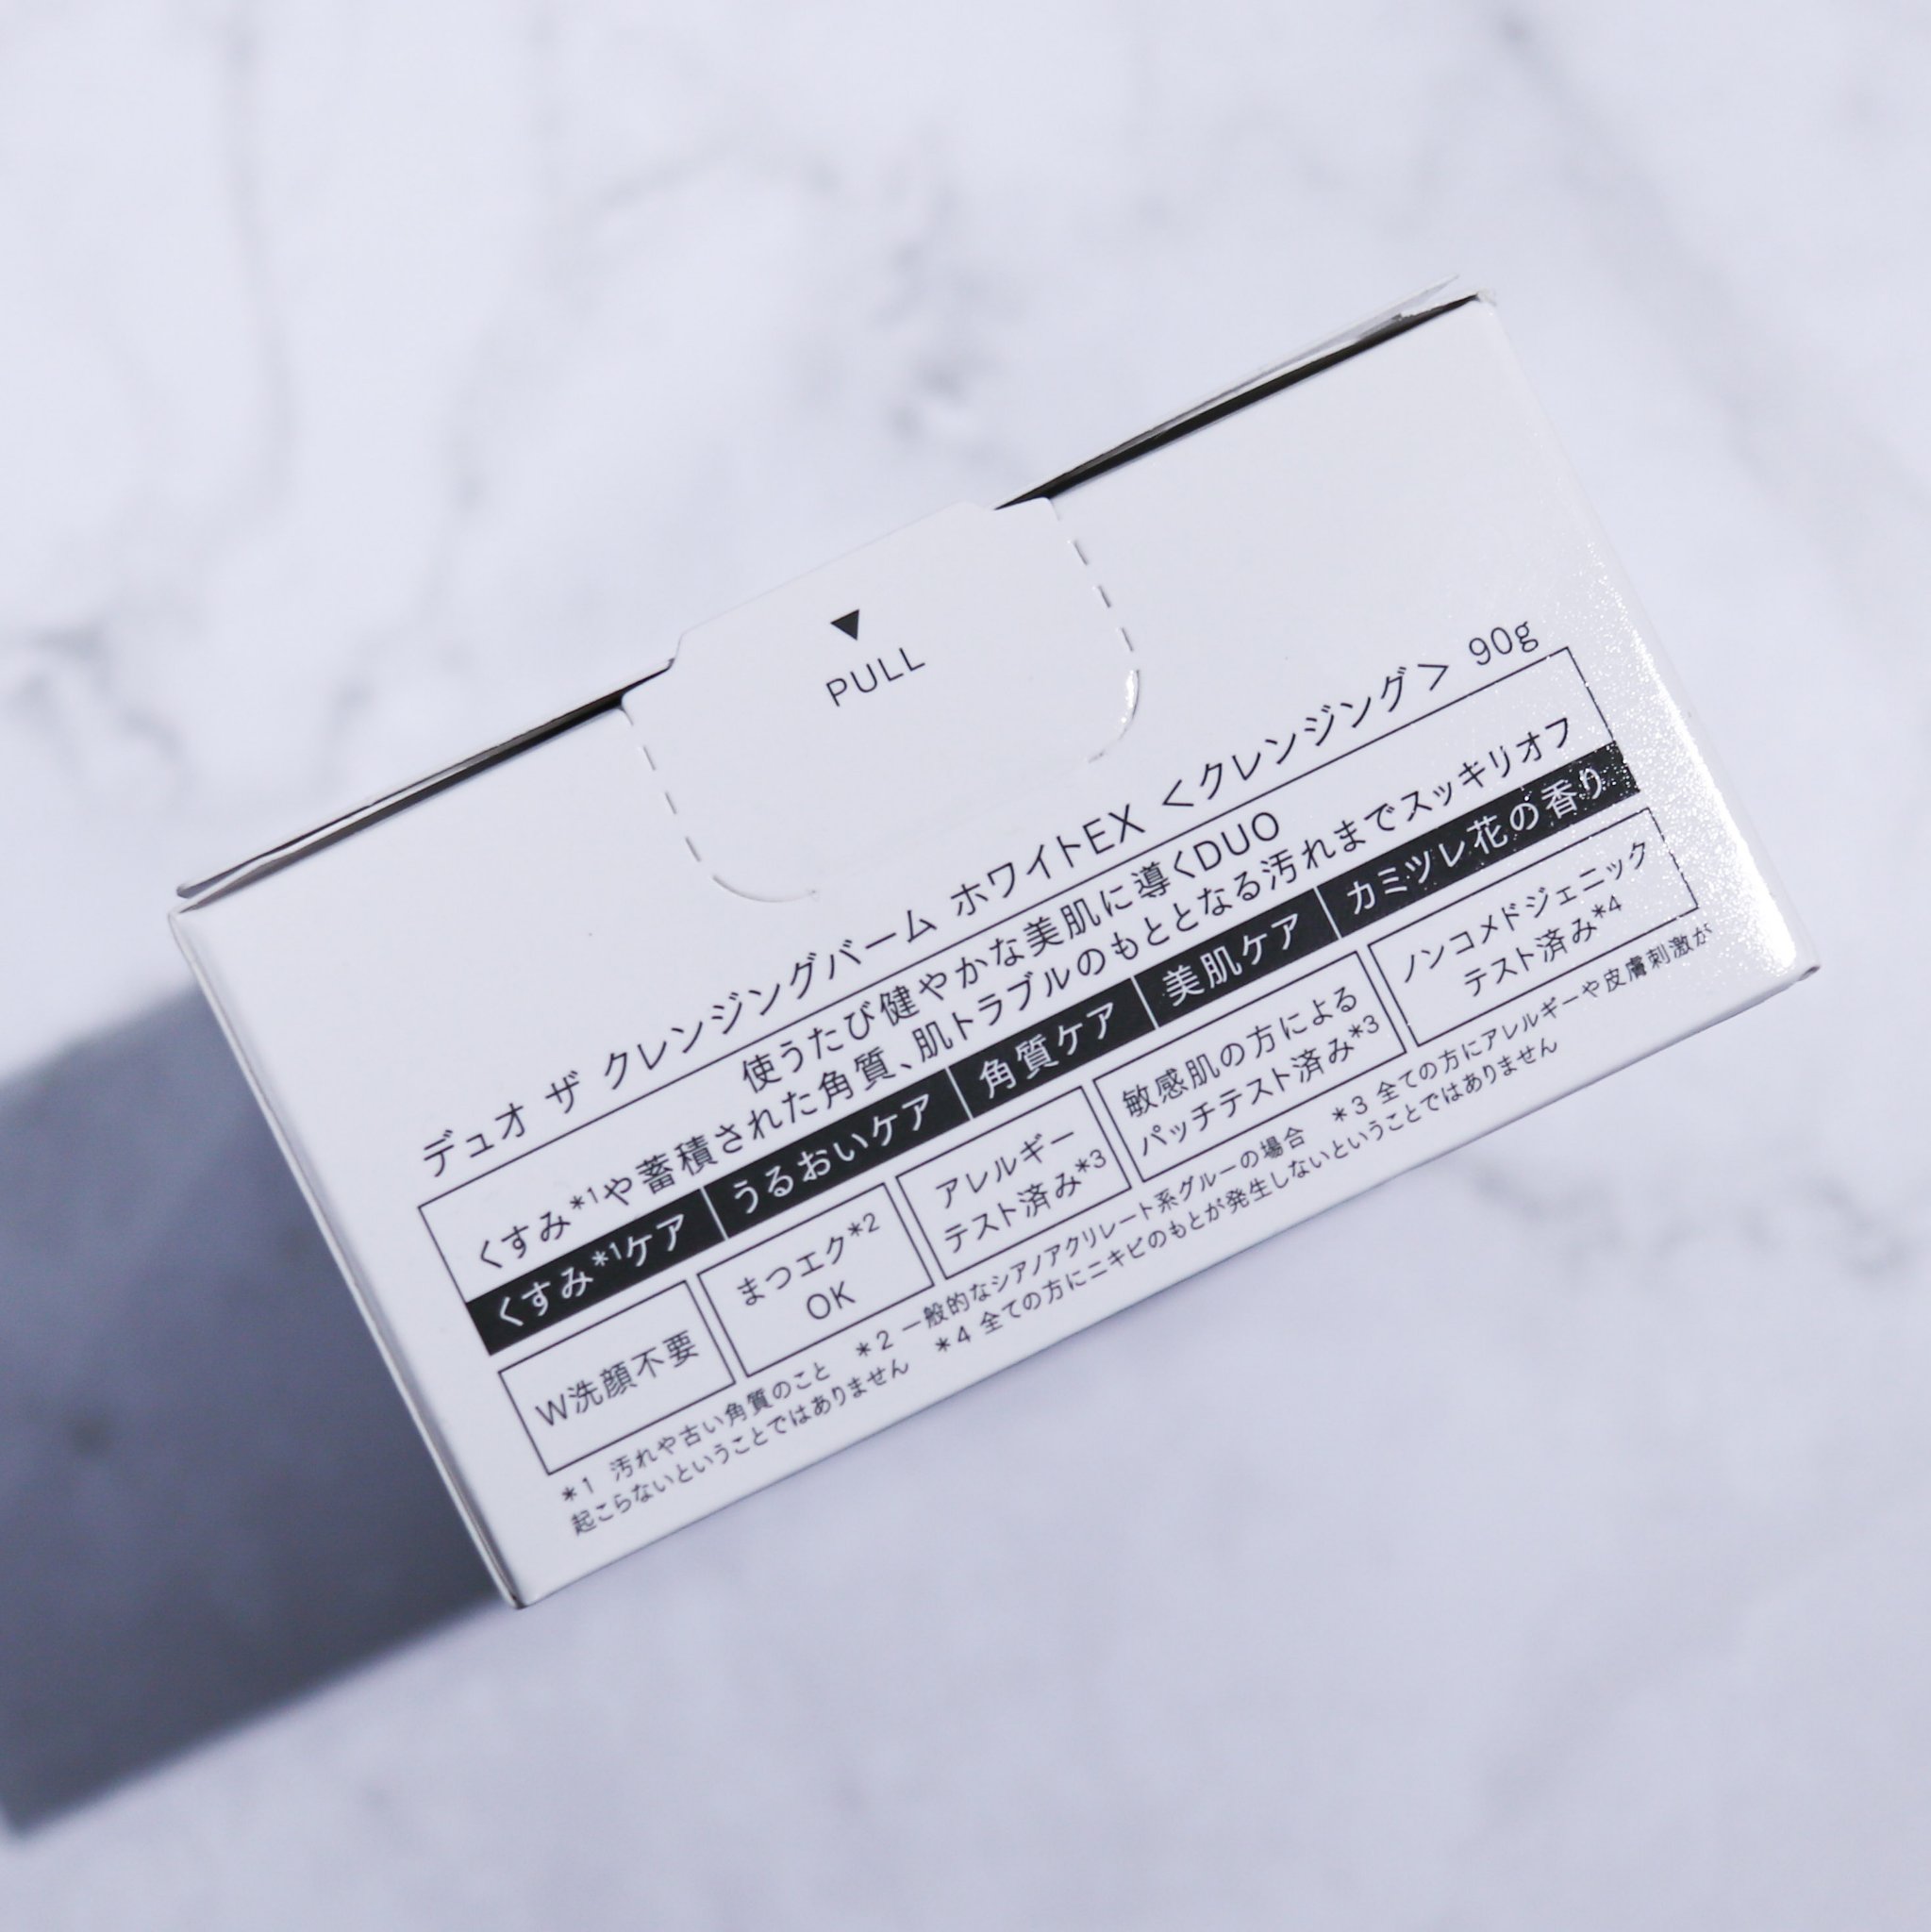 PULL
デュオ ザ クレンジングバーム ホワイトEX <クレンジング> 90g
使うたび健やかな美肌に導くDUO
くすみ*1や蓄積された角質、肌トラブルのもととなる汚れまでスッキリオフ
くすみ*1ケア うるおいケア 角質ケア 美肌ケア カミツレ花の香り
W洗顔不要
まつエク*2
OK
アレルギー
テスト済み*3
敏感肌の方による
パッチテスト済み*3
ノンコメドジェニック
テスト済み*4
*1 汚れや古い角質のこと *2 一般的なシアノアクリレート系グルーの場合 *3 全ての方にアレルギーや皮膚刺激が
起こらないということではありません *4 全ての方にニキビのもとが発生しないということではありません